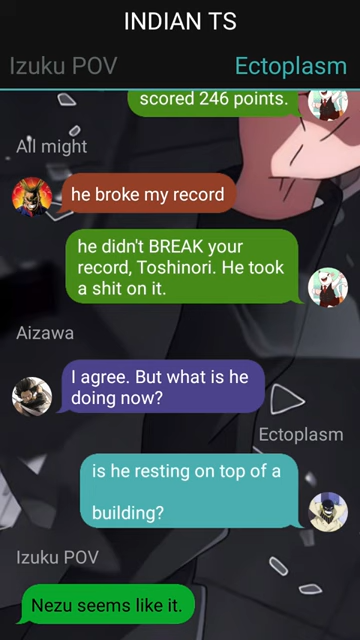 INDIAN TS
Izuku POV
Ectoplasm
scored 246 points.
All might
he broke my record
he didn't BREAK your
record, Toshinori. He took
a shit on it.
Aizawa
I agree. But what is he
doing now?
Ectoplasm
is he resting on top of a
building?
Izuku POV
Nezu seems like it.